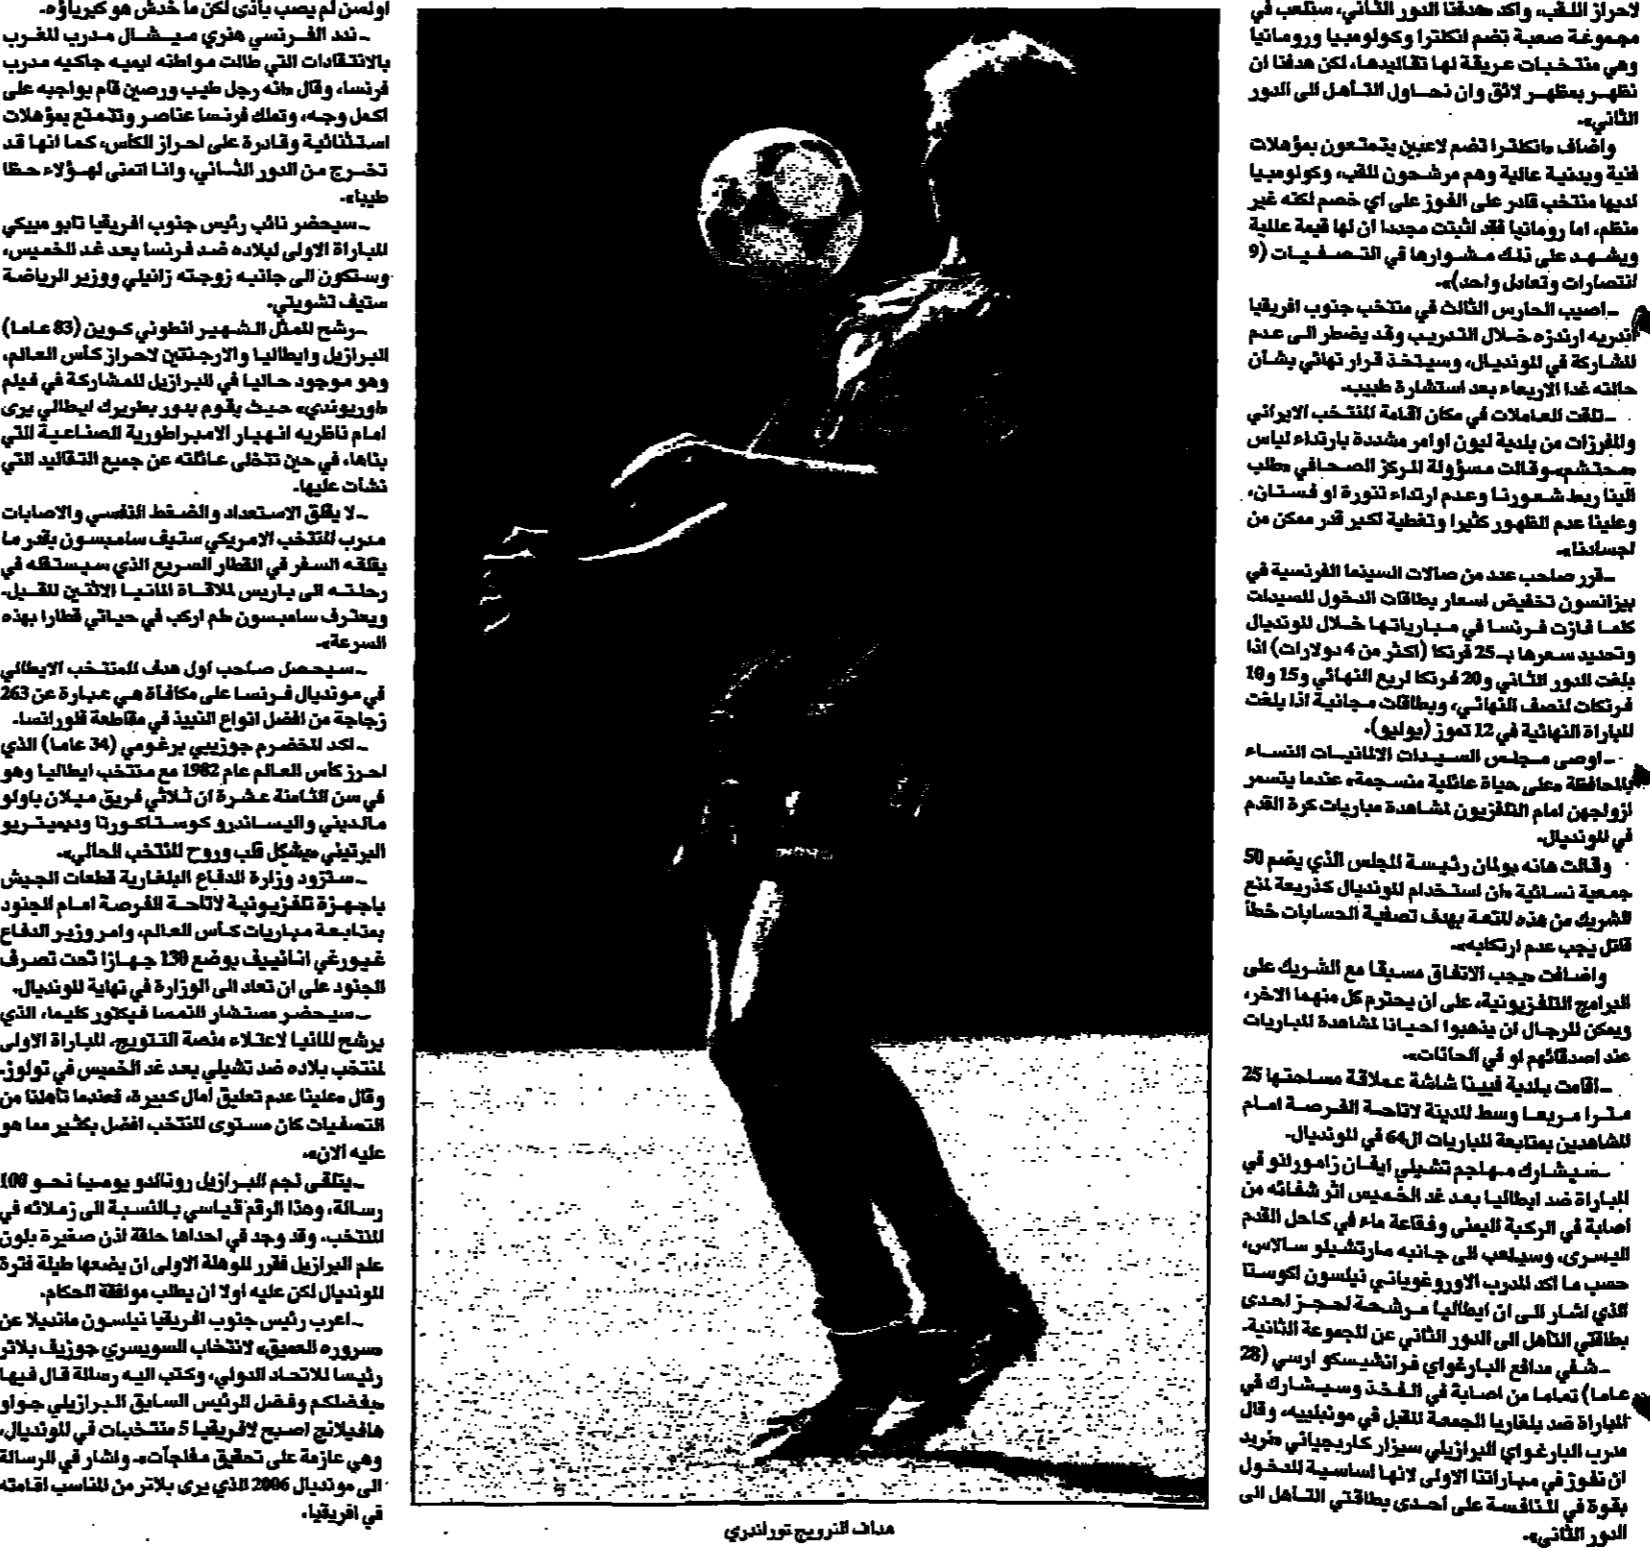 لاحراز اللقب، واكد «هدفنا الدور الثاني، سنلعب في
مجموعة صعبة تضم انكلترا وكولومبيا ورومانيا
وهي منتخبات عريقة لها تقاليدها، لكن هدفنا ان
نظهر بمظهر لائق وان نحاول التأهل الى الدور
الثاني».
واضاف «انكلترا تضم لاعبين يتمتعون بمؤهلات
فنية وبدنية عالية وهم مرشحون للقب، وكولومبيا
لديها منتخب قادر على الفوز على اي خصم لكنه غير
منظم، اما رومانيا فقد اثبتت مجددا ان لها قيمة عالية
ويشهد على ذلك مشوارها في التصفيات (9
انتصارات وتعادل واحد)».
ـ اصيب الحارس الثالث في منتخب جنوب افريقيا
اندريه ارندزه خلال التدريب وقد يضطر الى عدم
المشاركة في المونديال، وسيتخذ قرار نهائي بشأن
حالته غدا الاربعاء بعد استشارة طبيب.
ـ تلقت العاملات في مكان اقامة المنتخب الايراني
والمفرزات من بلدية ليون اوامر مشددة بارتداء لباس
«محتشم» وقالت مسؤولة المركز الصحافي «طلب
الينا ربط شعورنا وعدم ارتداء تنورة او فستان،
وعلينا عدم الظهور كثيرا وتغطية اكبر قدر ممكن من
اجسادنا».
ـ قرر صاحب عدد من صالات السينما الفرنسية في
بيزانسون تخفيض اسعار بطاقات الدخول للسيدات
كلما فازت فرنسا في مبارياتها خلال المونديال
وتحديد سعرها بـ 25 فرنكا (اكثر من 4 دولارات) اذا
بلغت الدور الثاني و20 فرنكا لربع النهائي و15 و10
فرنكات لنصف النهائي، وبطاقات مجانية اذا بلغت
المباراة النهائية في 12 تموز (يوليو).
ـ اوصى مجلس السيدات الالمانيات النساء
بالمحافظة «على حياة عائلية منسجمة» عندما يتسمر
ازواجهن امام التلفزيون لمشاهدة مباريات كرة القدم
في المونديال.
وقالت هانه بولمان رئيسة المجلس الذي يضم 50
جمعية نسائية «ان استخدام المونديال كذريعة لمنع
الشريك من هذه المتعة بهدف تصفية الحسابات خطأ
قاتل يجب عدم ارتكابه».
واضافت «يجب الاتفاق مسبقا مع الشريك على
البرامج التلفزيونية، على ان يحترم كل منهما الاخر،
ويمكن للرجال ان يذهبوا احيانا لمشاهدة المباريات
عند اصدقائهم او في الحانات».
ـ اقامت بلدية فيينا شاشة عملاقة مساحتها 25
مترا مربعا وسط المدينة لاتاحة الفرصة امام
المشاهدين بمتابعة المباريات ال64 في المونديال.
ـ سيشارك مهاجم تشيلي ايفان زامورانو في
المباراة ضد ايطاليا بعد غد الخميس اثر شفائه من
اصابة في الركبة اليمنى وفقاعة ماء في كاحل القدم
اليسرى، وسيلعب الى جانبه مارتشيلو سالاس،
حسب ما اكد المدرب الاوروغوياني نيلسون اكوستا
الذي اشار الى ان ايطاليا مرشحة لحجز احدى
بطاقتي التأهل الى الدور الثاني عن المجموعة الثانية.
ـ شفي مدافع البارغواي فرانشيسكو ارسي (28
عاما) تماما من اصابة في الفخذ وسيشارك في
المباراة ضد بلغاريا الجمعة المقبل في مونبلييه، وقال
مدرب البارغواي البرازيلي سيزار كاربجياني «نريد
ان نفوز في مباراتنا الاولى لانها اساسية للدخول
بقوة في المنافسة على احدى بطاقتي التأهل الى
الدور الثاني».
هداف النرويج توراندري
اولسن لم يصب بأذى لكن ما خدش هو كبرياؤه.
ـ ندد الفرنسي هنري ميشال مدرب المغرب
بالانتقادات التي طالت مواطنه ايميه جاكيه مدرب
فرنسا، وقال «انه رجل طيب ورصين قام بواجبه على
اكمل وجه، وتملك فرنسا عناصر وتتمتع بمؤهلات
استثنائية وقادرة على احراز الكأس، كما انها قد
تخرج من الدور الثاني، وانا اتمنى لهؤلاء حظا
طيبا».
ـ سيحضر نائب رئيس جنوب افريقيا تابو مبيكي
المباراة الاولى لبلاده ضد فرنسا بعد غد الخميس،
وستكون الى جانبه زوجته زانيلي ووزير الرياضة
ستيف تشويتي.
ـ رشح الممثل الشهير انطوني كوين (83 عاما)
البرازيل وايطاليا والارجنتين لاحراز كأس العالم،
وهو موجود حاليا في البرازيل للمشاركة في فيلم
«اوريوندي» حيث يقوم بدور بطريرك ايطالي يرى
امام ناظريه انهيار الامبراطورية الصناعية التي
بناها، في حين تتخلى عائلته عن جميع التقاليد التي
نشأت عليها.
ـ لا يقلق الاستعداد والضغط النفسي والاصابات
مدرب المنتخب الامريكي ستيف سامبسون بقدر ما
يقلقه السفر في القطار السريع الذي سيستقله في
رحلته الى باريس لملاقاة المانيا الاثنين المقبل.
ويعترف سامبسون «لم اركب في حياتي قطارا بهذه
السرعة».
ـ سيحصل صاحب اول هدف للمنتخب الايطالي
في مونديال فرنسا على مكافأة هي عبارة عن 263
زجاجة من افضل انواع النبيذ في مقاطعة فلورانسا.
ـ اكد المخضرم جوزيبي برغومي (34 عاما) الذي
احرز كأس العالم عام 1982 مع منتخب ايطاليا وهو
في سن الثامنة عشرة ان ثلاثي فريق ميلان باولو
مالديني واليساندرو كوستاكورتا وديميتريو
البرتيني «يشكل قلب وروح المنتخب الحالي».
ـ ستزود وزارة الدفاع البلغارية قطعات الجيش
باجهزة تلفزيونية لاتاحة الفرصة امام الجنود
بمتابعة مباريات كأس العالم، وامر وزير الدفاع
غيورغي انانييف بوضع 130 جهازا تحت تصرف
الجنود على ان تعاد الى الوزارة في نهاية المونديال.
ـ سيحضر مستشار النمسا فيكتور كليما، الذي
يرشح المانيا لاعتلاء منصة التتويج، المباراة الاولى
لمنتخب بلاده ضد تشيلي بعد غد الخميس في تولوز.
وقال «علينا عدم تعليق امال كبيرة، فعندما تأهلنا من
التصفيات كان مستوى المنتخب افضل بكثير مما هو
عليه الان».
ـ يتلقى نجم البرازيل رونالدو يوميا نحو 100
رسالة، وهذا الرقم قياسي بالنسبة الى زملائه في
المنتخب، وقد وجد في احداها حلقة اذن صغيرة بلون
علم البرازيل فقرر للوهلة الاولى ان يضعها طيلة فترة
المونديال لكن عليه اولا ان يطلب موافقة الحكام.
ـ اعرب رئيس جنوب افريقيا نيلسون مانديلا عن
«سروره العميق» لانتخاب السويسري جوزيف بلاتر
رئيسا للاتحاد الدولي، وكتب اليه رسالة قال فيها
«بفضلكم وفضل الرئيس السابق البرازيلي جواو
هافيلانج اصبح لافريقيا 5 منتخبات في المونديال،
وهي عازمة على تحقيق مفاجآت». واشار في الرسالة
الى مونديال 2006 الذي يرى بلاتر من المناسب اقامته
في افريقيا.